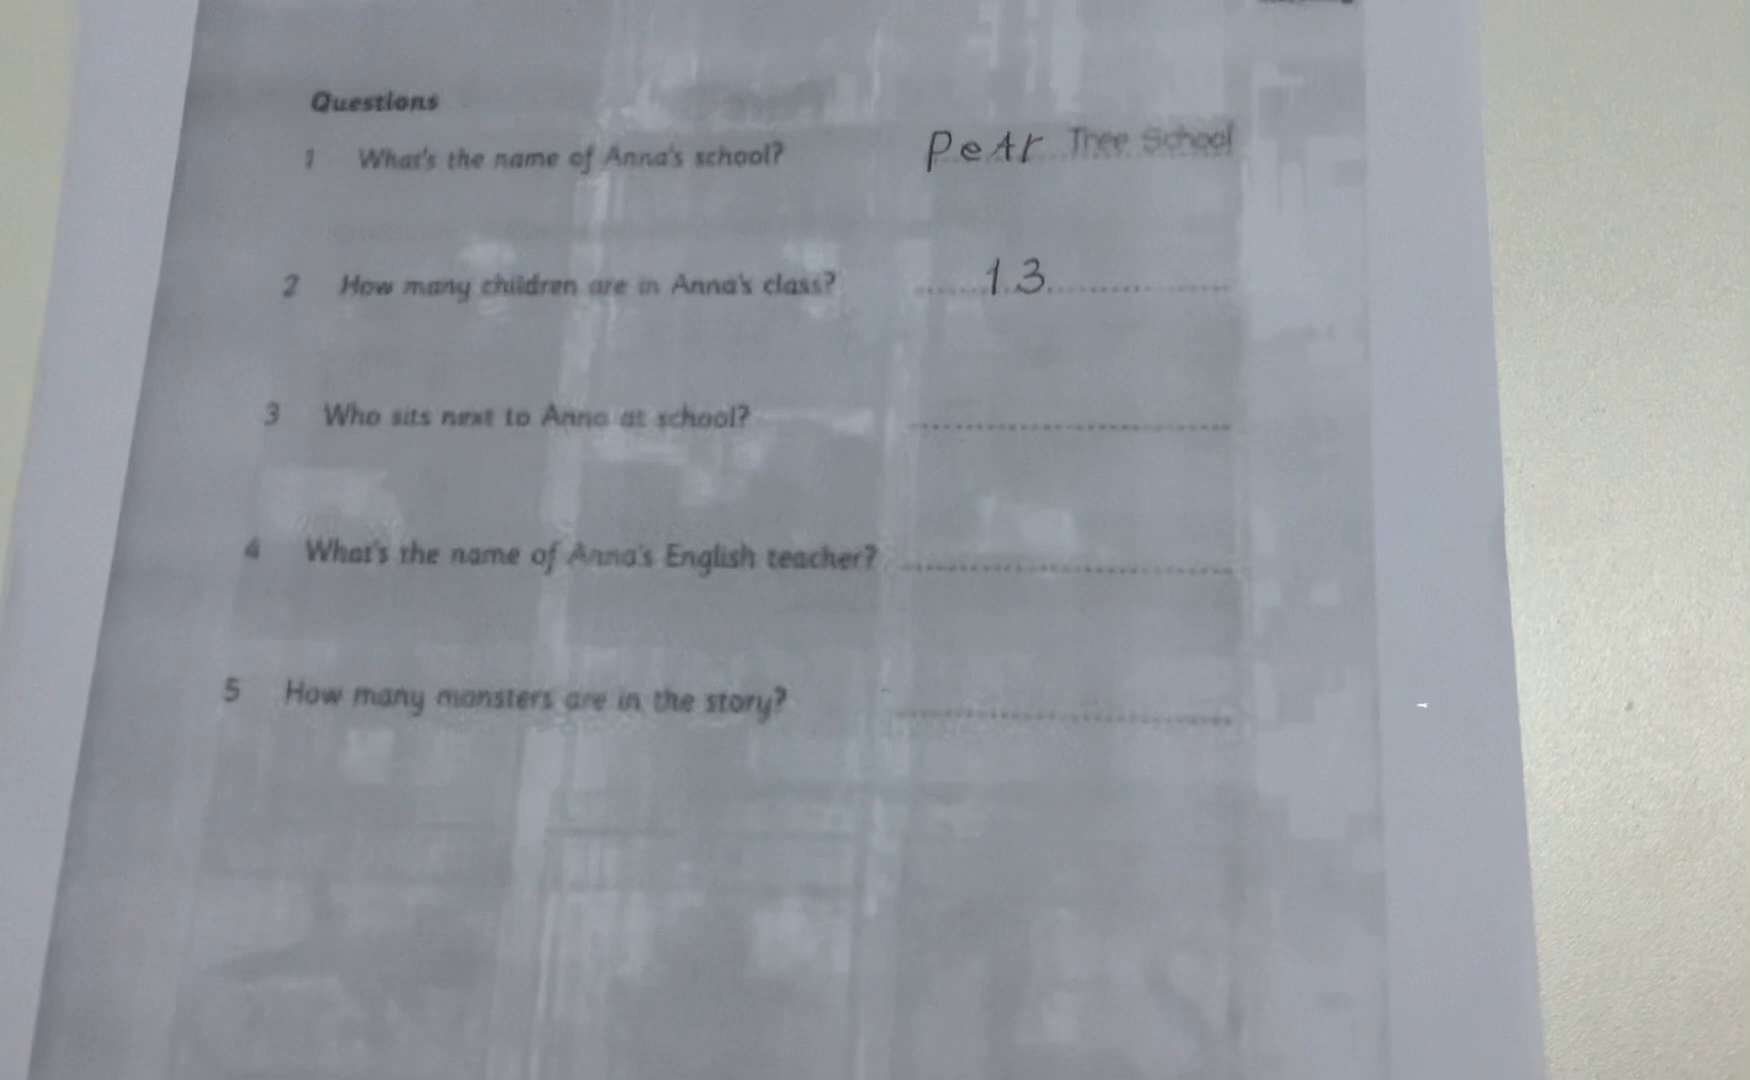 Questions
1 What's the name of Anna's school? PeAr Tree School
2 How many children are in Anna's class? 13
3 Who sits next to Anna at school?
4 What's the name of Anna's English teacher?
5 How many monsters are in the story?